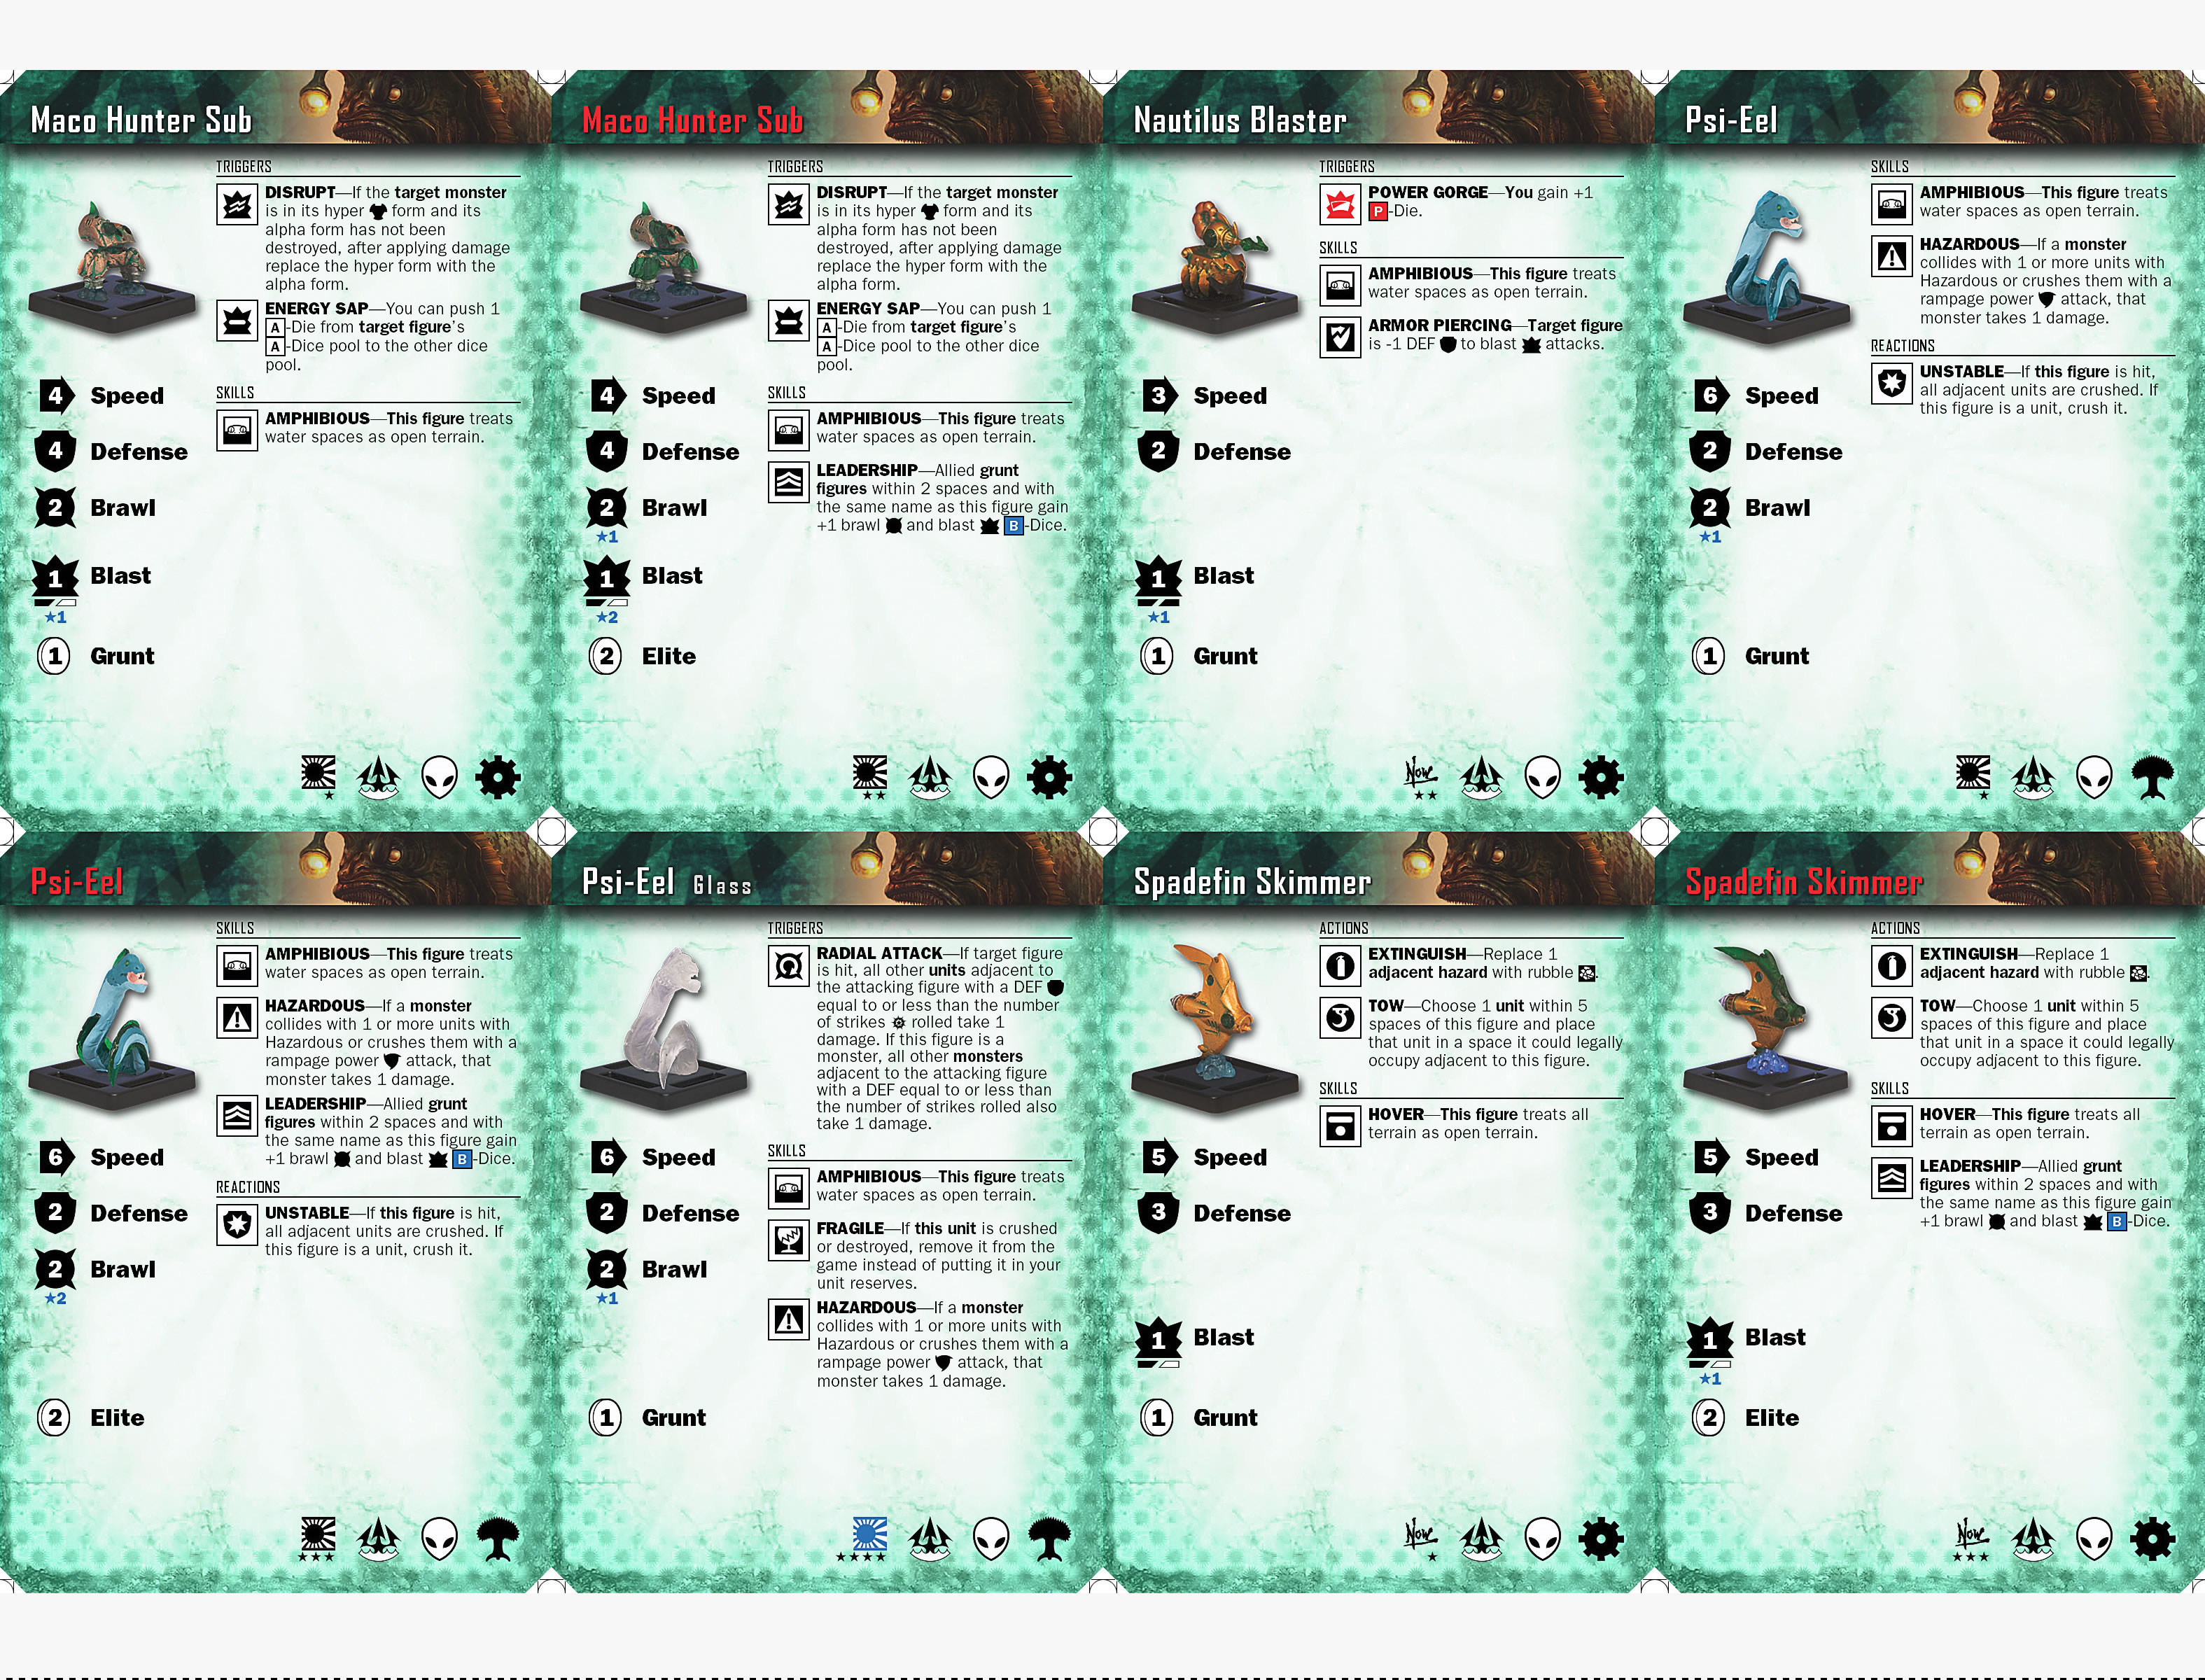 Maco Hunter Sub
TRIGGERS
DISRUPT—If the target monster
is in its hyper form and its
alpha form has not been
destroyed, after applying damage
replace the hyper form with the
alpha form.
ENERGY SAP—You can push 1
A-Die from target figure's
A-Dice pool to the other dice
pool.
SKILLS
AMPHIBIOUS—This figure treats
water spaces as open terrain.
4 Speed
4 Defense
2 Brawl
1 Blast
★1
1 Grunt
★
Maco Hunter Sub
TRIGGERS
DISRUPT—If the target monster
is in its hyper form and its
alpha form has not been
destroyed, after applying damage
replace the hyper form with the
alpha form.
ENERGY SAP—You can push 1
A-Die from target figure's
A-Dice pool to the other dice
pool.
SKILLS
AMPHIBIOUS—This figure treats
water spaces as open terrain.
LEADERSHIP—Allied grunt
figures within 2 spaces and with
the same name as this figure gain
+1 brawl and blast B-Dice.
4 Speed
4 Defense
2 Brawl
★1
1 Blast
★2
2 Elite
★★
Nautilus Blaster
TRIGGERS
POWER GORGE—You gain +1
P-Die.
SKILLS
AMPHIBIOUS—This figure treats
water spaces as open terrain.
ARMOR PIERCING—Target figure
is -1 DEF to blast attacks.
3 Speed
2 Defense
1 Blast
★1
1 Grunt
Now
★★
Psi-Eel
SKILLS
AMPHIBIOUS—This figure treats
water spaces as open terrain.
HAZARDOUS—If a monster
collides with 1 or more units with
Hazardous or crushes them with a
rampage power attack, that
monster takes 1 damage.
REACTIONS
UNSTABLE—If this figure is hit,
all adjacent units are crushed. If
this figure is a unit, crush it.
6 Speed
2 Defense
2 Brawl
★1
1 Grunt
★
Psi-Eel
SKILLS
AMPHIBIOUS—This figure treats
water spaces as open terrain.
HAZARDOUS—If a monster
collides with 1 or more units with
Hazardous or crushes them with a
rampage power attack, that
monster takes 1 damage.
LEADERSHIP—Allied grunt
figures within 2 spaces and with
the same name as this figure gain
+1 brawl and blast B-Dice.
REACTIONS
UNSTABLE—If this figure is hit,
all adjacent units are crushed. If
this figure is a unit, crush it.
6 Speed
2 Defense
2 Brawl
★2
2 Elite
★★★
Psi-Eel Glass
TRIGGERS
RADIAL ATTACK—If target figure
is hit, all other units adjacent to
the attacking figure with a DEF
equal to or less than the number
of strikes rolled take 1
damage. If this figure is a
monster, all other monsters
adjacent to the attacking figure
with a DEF equal to or less than
the number of strikes rolled also
take 1 damage.
SKILLS
AMPHIBIOUS—This figure treats
water spaces as open terrain.
FRAGILE—If this unit is crushed
or destroyed, remove it from the
game instead of putting it in your
unit reserves.
HAZARDOUS—If a monster
collides with 1 or more units with
Hazardous or crushes them with a
rampage power attack, that
monster takes 1 damage.
6 Speed
2 Defense
2 Brawl
★1
1 Grunt
★★★★
Spadefin Skimmer
ACTIONS
EXTINGUISH—Replace 1
adjacent hazard with rubble.
TOW—Choose 1 unit within 5
spaces of this figure and place
that unit in a space it could legally
occupy adjacent to this figure.
SKILLS
HOVER—This figure treats all
terrain as open terrain.
5 Speed
3 Defense
1 Blast
1 Grunt
Now
★
Spadefin Skimmer
ACTIONS
EXTINGUISH—Replace 1
adjacent hazard with rubble.
TOW—Choose 1 unit within 5
spaces of this figure and place
that unit in a space it could legally
occupy adjacent to this figure.
SKILLS
HOVER—This figure treats all
terrain as open terrain.
LEADERSHIP—Allied grunt
figures within 2 spaces and with
the same name as this figure gain
+1 brawl and blast B-Dice.
5 Speed
3 Defense
1 Blast
★1
2 Elite
Now
★★★